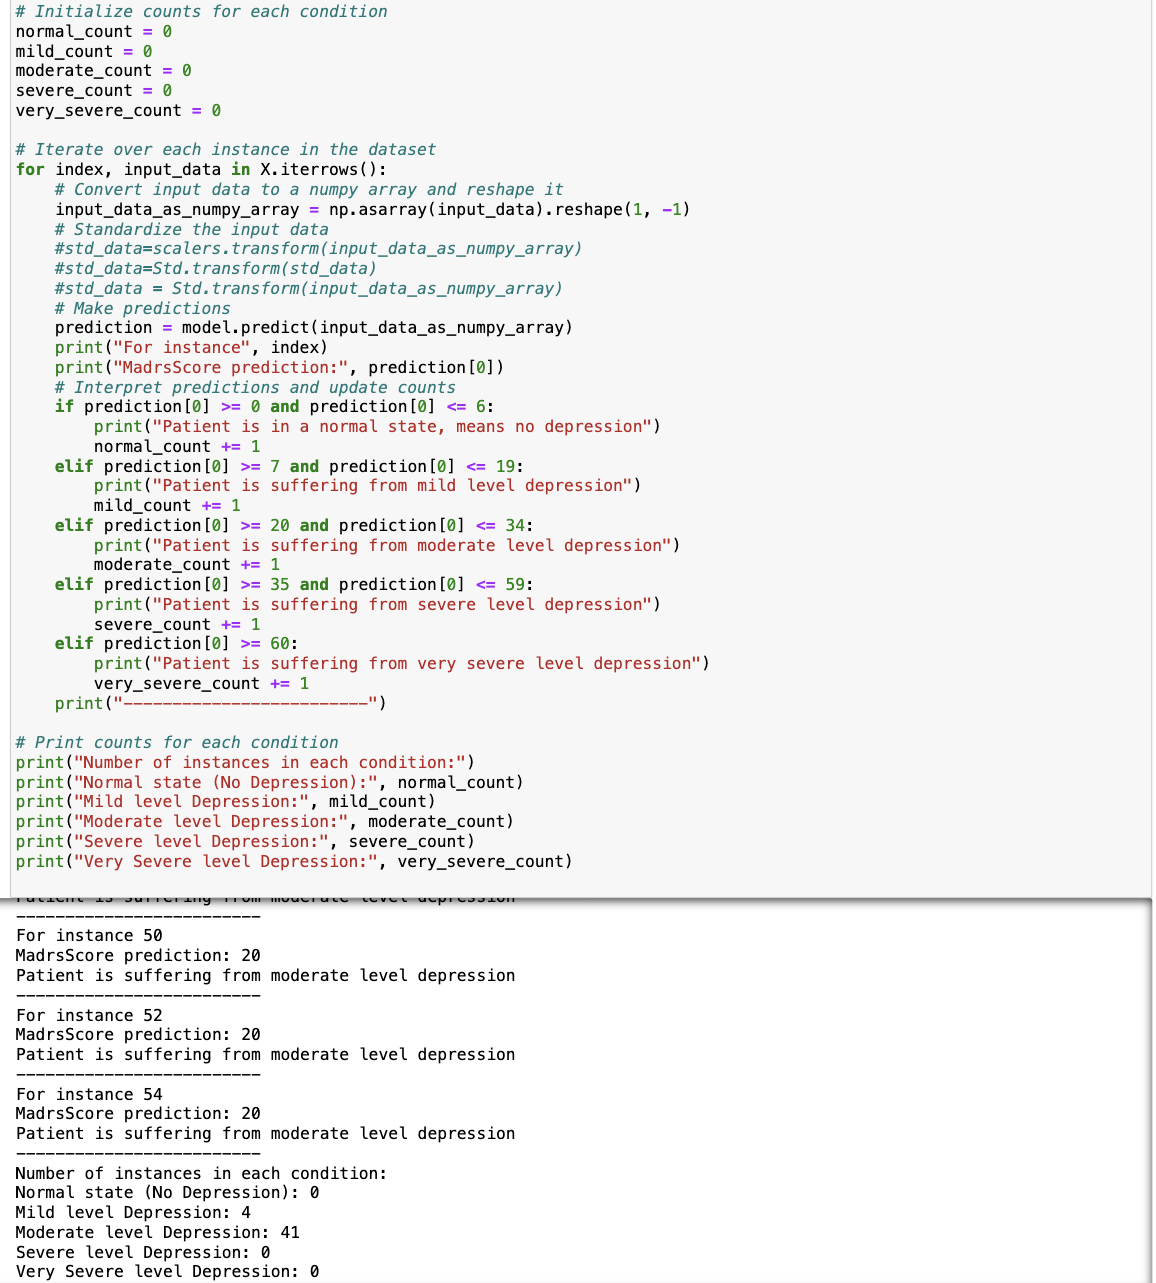 # Initialize counts for each condition
normal_count = 0
mild_count = 0
moderate_count = 0
severe_count = 0
very_severe_count = 0

# Iterate over each instance in the dataset
for index, input_data in X.iterrows():
    # Convert input data to a numpy array and reshape it
    input_data_as_numpy_array = np.asarray(input_data).reshape(1, -1)
    # Standardize the input data
    #std_data=scalers.transform(input_data_as_numpy_array)
    #std_data=Std.transform(std_data)
    #std_data = Std.transform(input_data_as_numpy_array)
    # Make predictions
    prediction = model.predict(input_data_as_numpy_array)
    print("For instance", index)
    print("MadrsScore prediction:", prediction[0])
    # Interpret predictions and update counts
    if prediction[0] >= 0 and prediction[0] <= 6:
        print("Patient is in a normal state, means no depression")
        normal_count += 1
    elif prediction[0] >= 7 and prediction[0] <= 19:
        print("Patient is suffering from mild level depression")
        mild_count += 1
    elif prediction[0] >= 20 and prediction[0] <= 34:
        print("Patient is suffering from moderate level depression")
        moderate_count += 1
    elif prediction[0] >= 35 and prediction[0] <= 59:
        print("Patient is suffering from severe level depression")
        severe_count += 1
    elif prediction[0] >= 60:
        print("Patient is suffering from very severe level depression")
        very_severe_count += 1
    print("-------------------------")

# Print counts for each condition
print("Number of instances in each condition:")
print("Normal state (No Depression):", normal_count)
print("Mild level Depression:", mild_count)
print("Moderate level Depression:", moderate_count)
print("Severe level Depression:", severe_count)
print("Very Severe level Depression:", very_severe_count)
Patient is suffering from moderate level depression
-------------------------
For instance 50
MadrsScore prediction: 20
Patient is suffering from moderate level depression
-------------------------
For instance 52
MadrsScore prediction: 20
Patient is suffering from moderate level depression
-------------------------
For instance 54
MadrsScore prediction: 20
Patient is suffering from moderate level depression
-------------------------
Number of instances in each condition:
Normal state (No Depression): 0
Mild level Depression: 4
Moderate level Depression: 41
Severe level Depression: 0
Very Severe level Depression: 0